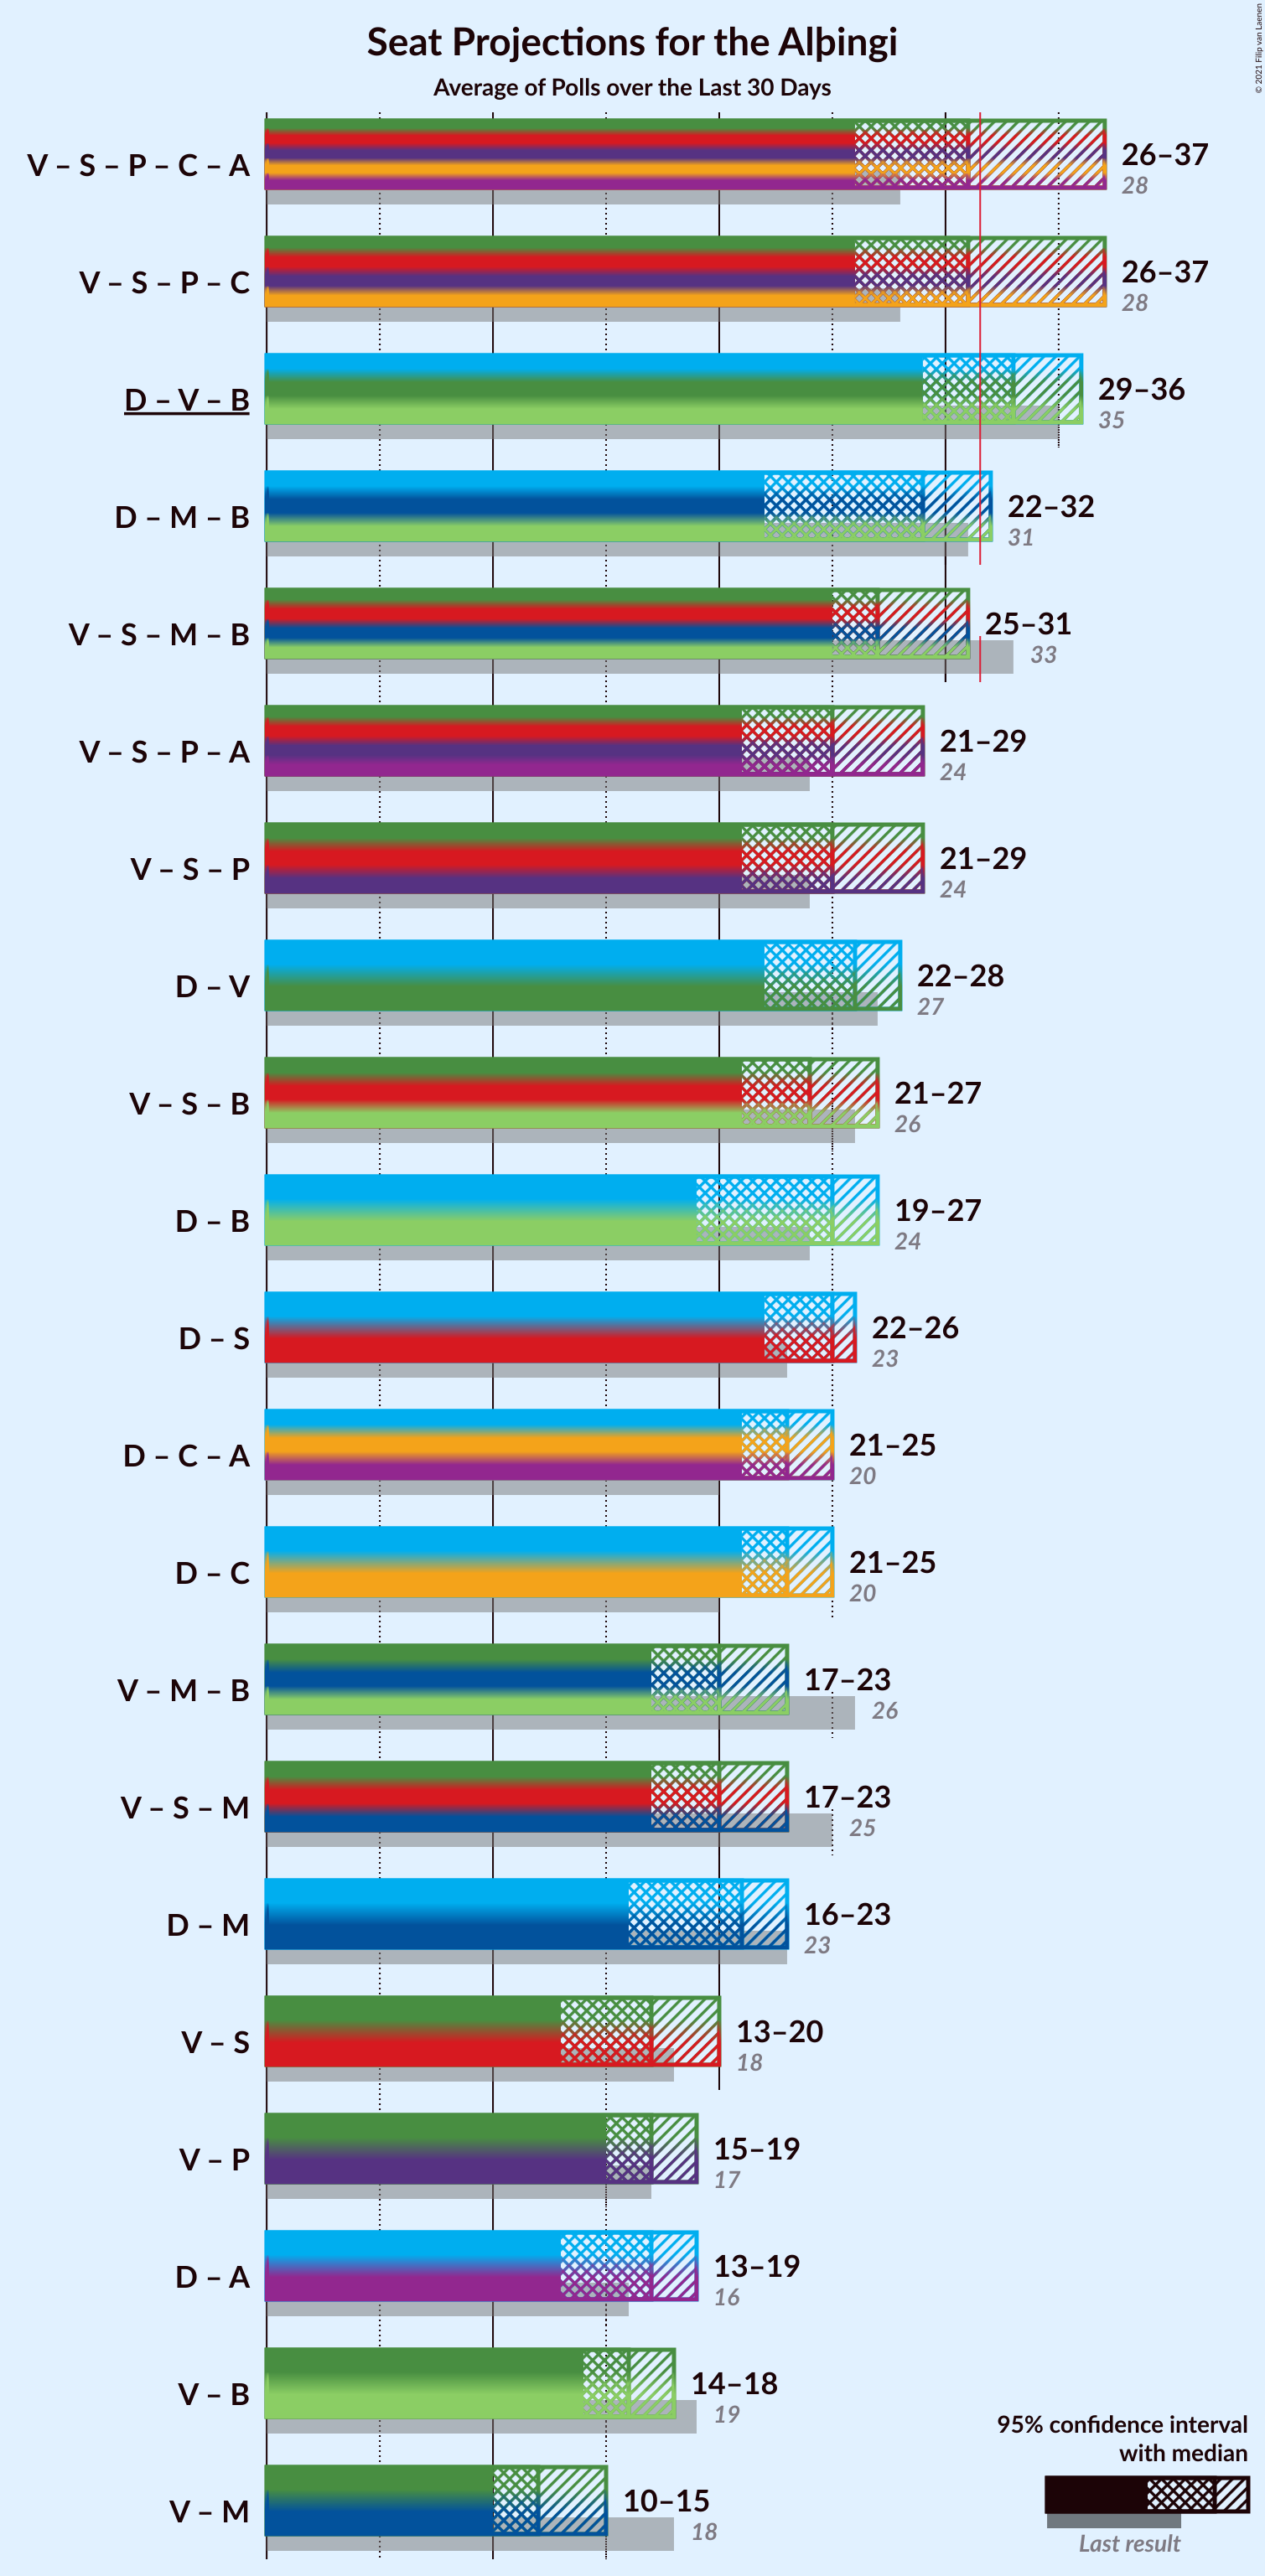 © 2021 Filip van Laenen
Seat Projections for the Alþingi
Average of Polls over the Last 30 Days
V – S – P – C – A
26–37
28
V – S – P – C
26–37
28
D – V – B
29–36
35
D – M – B
22–32
31
V – S – M – B
25–31
33
V – S – P – A
21–29
24
V – S – P
21–29
24
D – V
22–28
27
V – S – B
21–27
26
D – B
19–27
24
D – S
22–26
23
D – C – A
21–25
20
D – C
21–25
20
V – M – B
17–23
26
V – S – M
17–23
25
D – M
16–23
23
V – S
13–20
18
V – P
15–19
17
D – A
13–19
16
V – B
14–18
19
V – M
10–15
18
95% confidence interval
with median
Last result